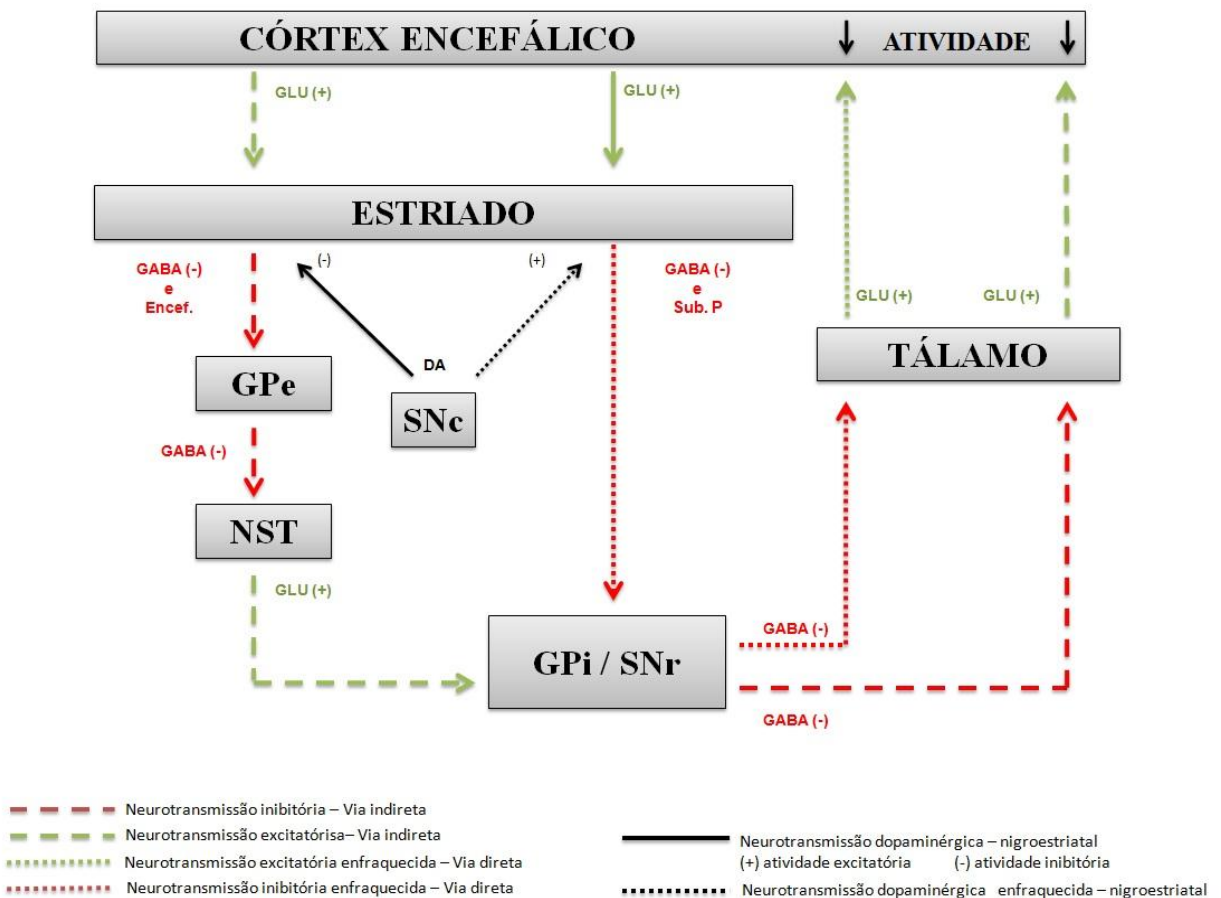 CÓRTEX ENCEFÁLICO
ATIVIDADE
GLU (+)
GLU (+)
ESTRIADO
GABA (-)
e
Encef.
(-)
(+)
GABA (-)
e
Sub. P
GLU (+)
GLU (+)
TÁLAMO
DA
GPe
SNc
GABA (-)
NST
GLU (+)
GPi / SNr
GABA (-)
GABA (-)
Neurotransmissão inibitória – Via indireta
Neurotransmissão excitatórisa– Via indireta
Neurotransmissão excitatória enfraquecida – Via direta
Neurotransmissão inibitória enfraquecida – Via direta
Neurotransmissão dopaminérgica – nigroestriatal
(+) atividade excitatória (-) atividade inibitória
Neurotransmissão dopaminérgica enfraquecida – nigroestriatal